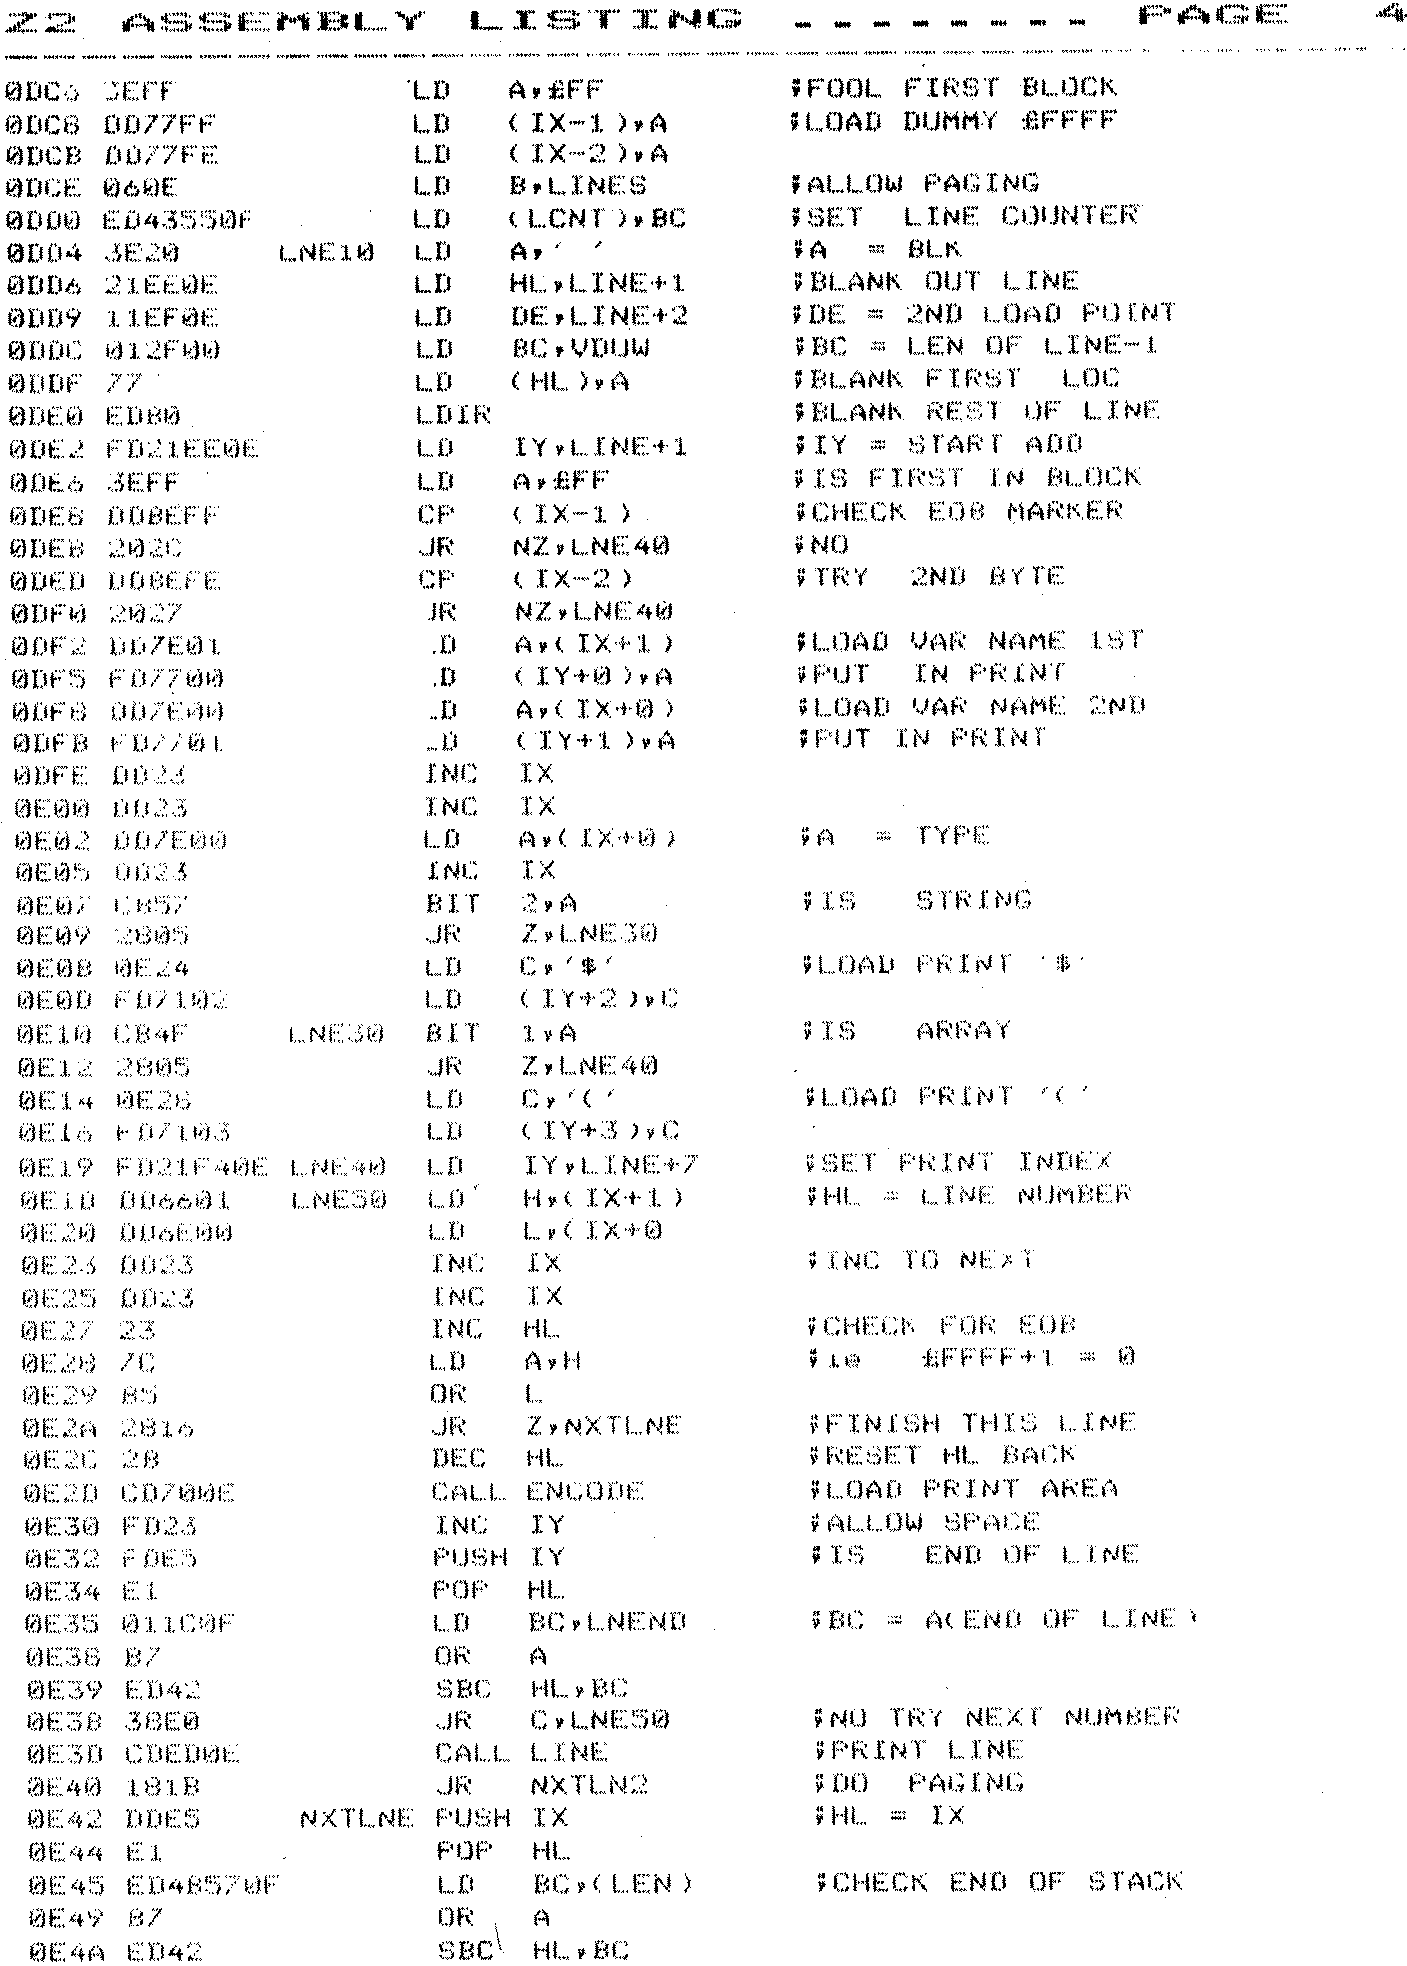 Z2 ASSEMBLY LISTING -------- PAGE 4
0DC6 3EFF LD A,£FF ;FOOL FIRST BLOCK
0DC8 DD77FF LD (IX-1),A ;LOAD DUMMY £FFFF
0DCB DD77FE LD (IX-2),A
0DCE 060E LD B,LINES ;ALLOW PAGING
0DD0 ED43550F LD (LCNT),BC ;SET LINE COUNTER
0DD4 3E20 LNE10 LD A,' ' ;A = BLK
0DD6 21EE0E LD HL,LINE+1 ;BLANK OUT LINE
0DD9 11EF0E LD DE,LINE+2 ;DE = 2ND LOAD POINT
0DDC 012F00 LD BC,VDUW ;BC = LEN OF LINE-1
0DDF 77 LD (HL),A ;BLANK FIRST LOC
0DE0 EDB0 LDIR ;BLANK REST OF LINE
0DE2 FD21EE0E LD IY,LINE+1 ;IY = START ADD
0DE6 3EFF LD A,£FF ;IS FIRST IN BLOCK
0DE8 DDBEFF CP (IX-1) ;CHECK EOB MARKER
0DEB 202C JR NZ,LNE40 ;NO
0DED DDBEFE CP (IX-2) ;TRY 2ND BYTE
0DF0 2027 JR NZ,LNE40
0DF2 DD7E01 LD A,(IX+1) ;LOAD VAR NAME 1ST
0DF5 FD7700 LD (IY+0),A ;PUT IN PRINT
0DF8 DD7E00 LD A,(IX+0) ;LOAD VAR NAME 2ND
0DFB FD7701 LD (IY+1),A ;PUT IN PRINT
0DFE DD23 INC IX
0E00 DD23 INC IX
0E02 DD7E00 LD A,(IX+0) ;A = TYPE
0E05 DD23 INC IX
0E07 CB57 BIT 2,A ;IS STRING
0E09 2805 JR Z,LNE30
0E0B 0E24 LD C,'$' ;LOAD PRINT '$'
0E0D FD7102 LD (IY+2),C
0E10 CB4F LNE30 BIT 1,A ;IS ARRAY
0E12 2805 JR Z,LNE40
0E14 0E28 LD C,'(' ;LOAD PRINT '('
0E16 FD7103 LD (IY+3),C
0E19 FD21F40E LNE40 LD IY,LINE+7 ;SET PRINT INDEX
0E1D DD6601 LNE50 LD H,(IX+1) ;HL = LINE NUMBER
0E20 DD6E00 LD L,(IX+0
0E23 DD23 INC IX ;INC TO NEXT
0E25 DD23 INC IX
0E27 23 INC HL ;CHECK FOR EOB
0E28 7C LD A,H ;ie £FFFF+1 = 0
0E29 B5 OR L
0E2A 2816 JR Z,NXTLNE ;FINISH THIS LINE
0E2C 2B DEC HL ;RESET HL BACK
0E2D CD700E CALL ENCODE ;LOAD PRINT AREA
0E30 FD23 INC IY ;ALLOW SPACE
0E32 FDE5 PUSH IY ;IS END OF LINE
0E34 E1 POP HL
0E35 011C0F LD BC,LNEND ;BC = A(END OF LINE)
0E38 B7 OR A
0E39 ED42 SBC HL,BC
0E3B 38E0 JR C,LNE50 ;NO TRY NEXT NUMBER
0E3D CDED0E CALL LINE ;PRINT LINE
0E40 181B JR NXTLN2 ;DO PAGING
0E42 DDE5 NXTLNE PUSH IX ;HL = IX
0E44 E1 POP HL
0E45 ED4B570F LD BC,(LEN) ;CHECK END OF STACK
0E49 B7 OR A
0E4A ED42 SBC HL,BC